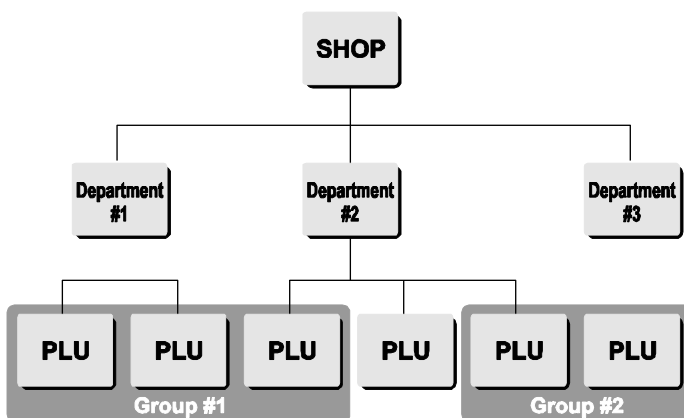 SHOP
Department
#1
Department
#2
Department
#3
PLU
PLU
PLU
PLU
PLU
PLU
Group #1
Group #2